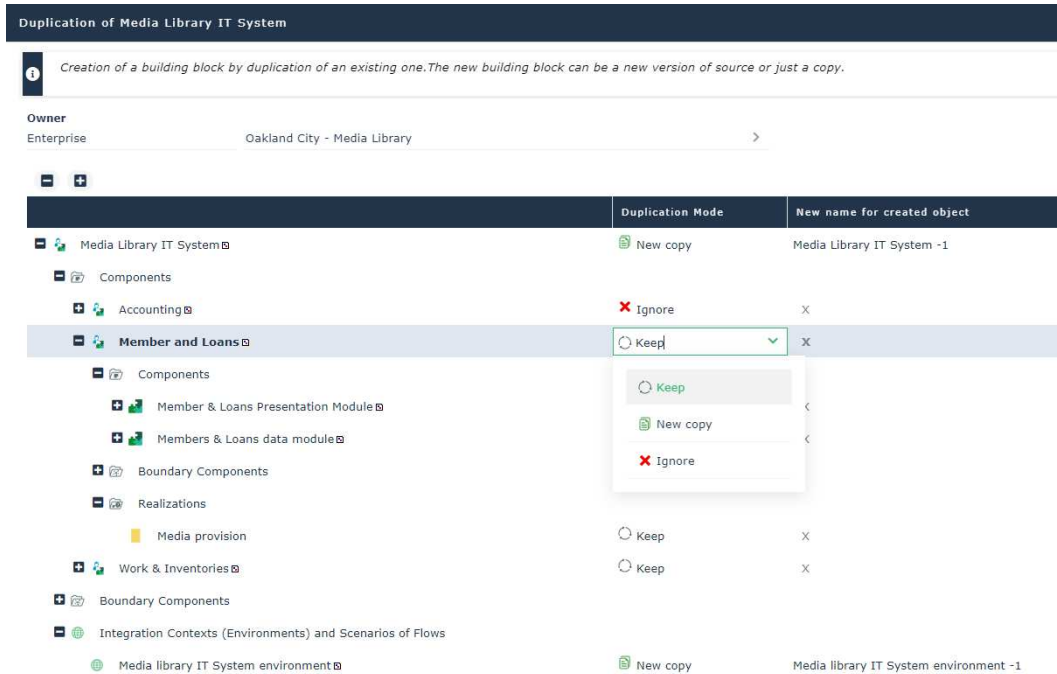 Duplication of Media Library IT System
Creation of a building block by duplication of an existing one.The new building block can be a new version of source or just a copy.
Owner
Enterprise Oakland City - Media Library
Duplication Mode New name for created object
Media Library IT System New copy Media Library IT System -1
Components
Accounting Ignore X
Member and Loans Keep X
Components
Keep
Member & Loans Presentation Module
New copy
Members & Loans data module
Ignore
Boundary Components
Realizations
Media provision Keep X
Work & Inventories Keep X
Boundary Components
Integration Contexts (Environments) and Scenarios of Flows
Media library IT System environment New copy Media library IT System environment -1